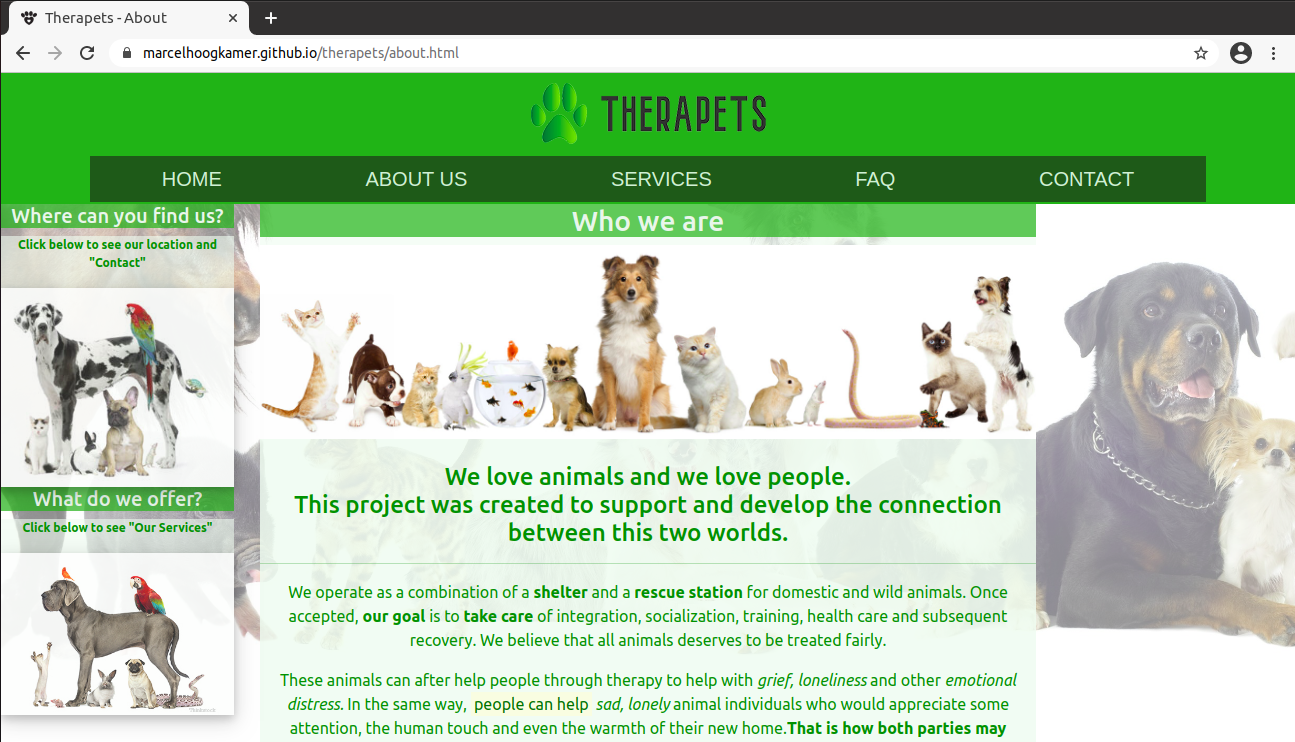 Therapets - About
marcelhoogkamer.github.io/therapets/about.html
THERAPETS
HOME ABOUT US SERVICES FAQ CONTACT
Where can you find us?
Click below to see our location and
"Contact"
What do we offer?
Click below to see "Our Services"
Who we are
We love animals and we love people.
This project was created to support and develop the connection
between this two worlds.
We operate as a combination of a shelter and a rescue station for domestic and wild animals. Once
accepted, our goal is to take care of integration, socialization, training, health care and subsequent
recovery. We believe that all animals deserves to be treated fairly.
These animals can after help people through therapy to help with grief, loneliness and other emotional
distress. In the same way, people can help sad, lonely animal individuals who would appreciate some
attention, the human touch and even the warmth of their new home.That is how both parties may